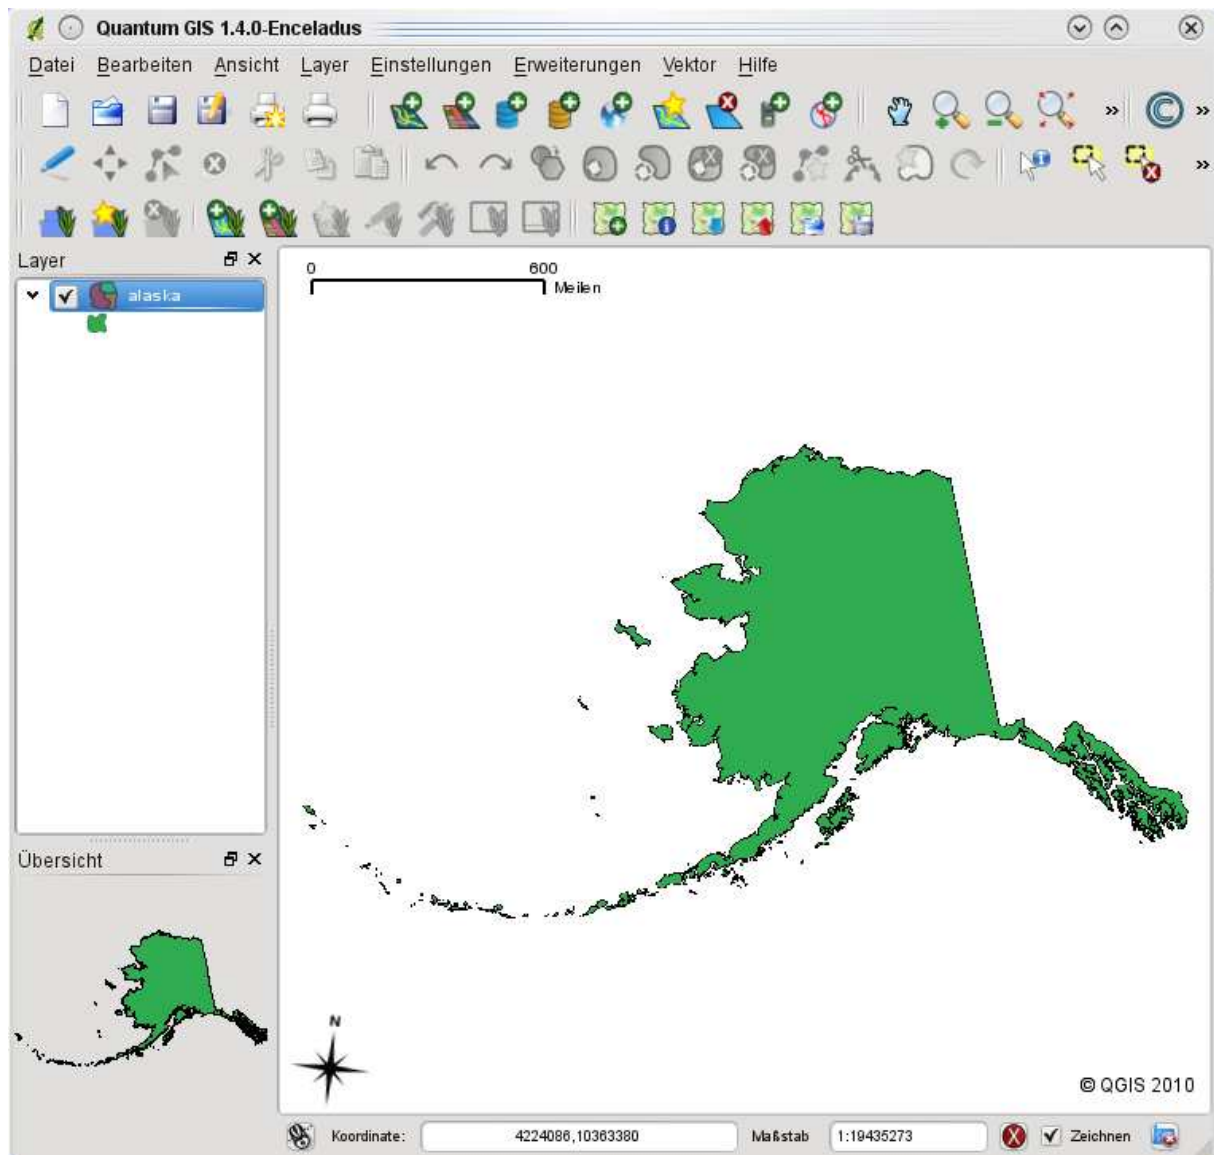 Quantum GIS 1.4.0-Enceladus
Datei Bearbeiten Ansicht Layer Einstellungen Erweiterungen Vektor Hilfe
Layer
alaska
0 600
Meilen
Übersicht
N
© QGIS 2010
Koordinate: 4224086,10363380 Maßstab 1:19435273 Zeichnen